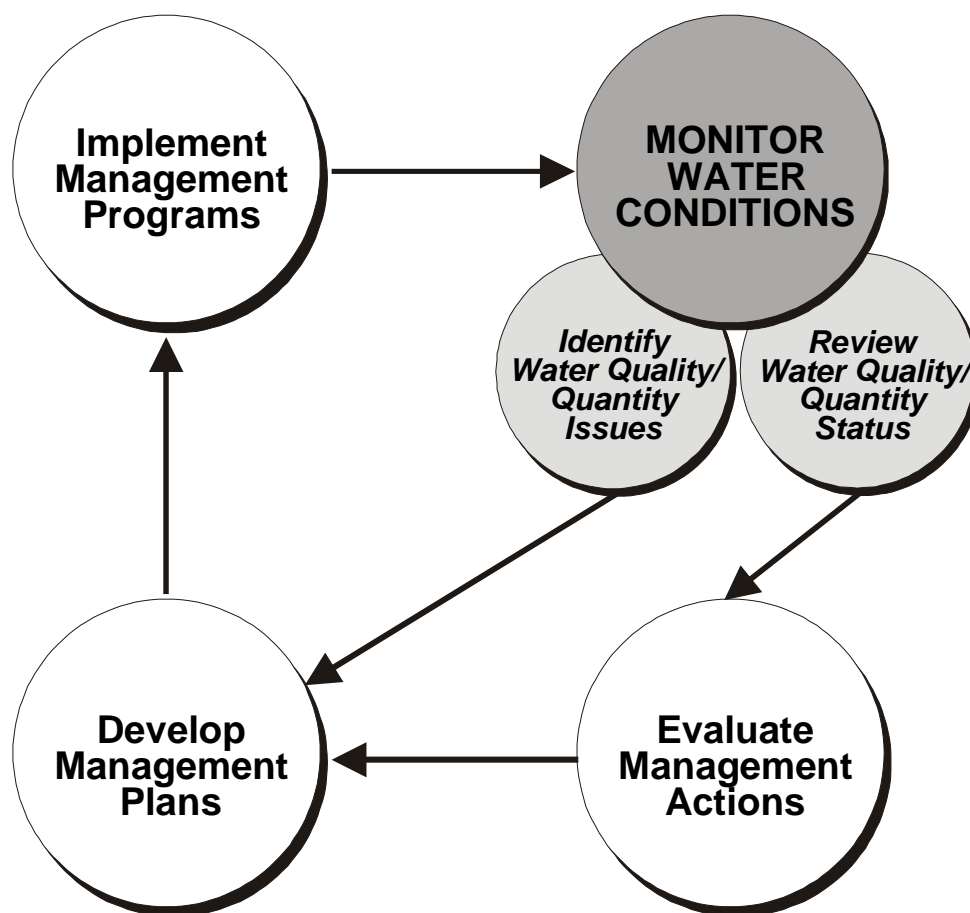 Implement
Management
Programs
MONITOR
WATER
CONDITIONS
Identify
Water Quality/
Quantity
Issues
Review
Water Quality/
Quantity
Status
Develop
Management
Plans
Evaluate
Management
Actions